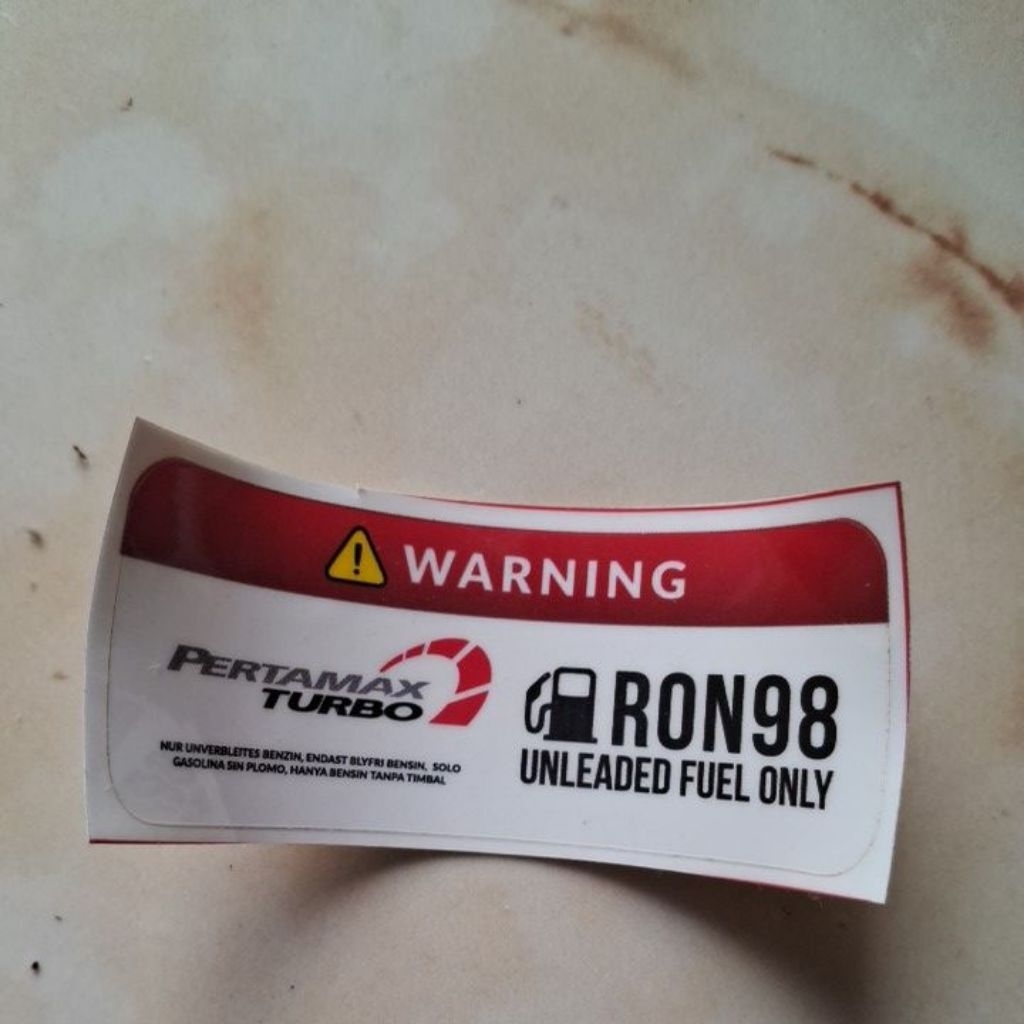 WARNING
PERTAMAX
TURBO
NUR UNVERBLEITES BENZIN, ENDAST BLYFRI BENSIN, SOLO
GASOLINA SIN PLOMO, HANYA BENSIN TANPA TIMBAL
RON98
UNLEADED FUEL ONLY